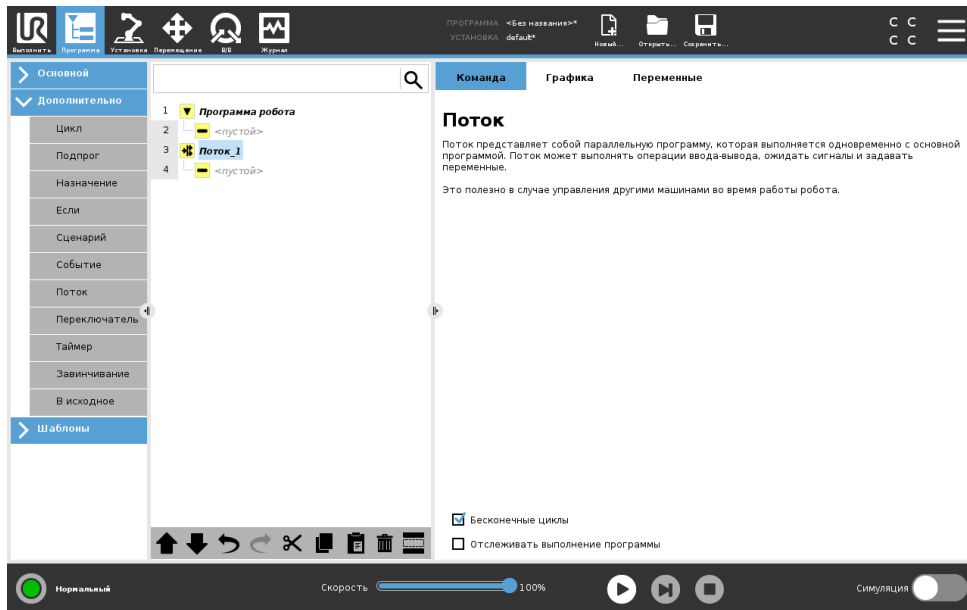 UR
ПРОГРАММА <Без названия>*
УСТАНОВКА default*
Выполнить Программа Установка Перемещение В/В Журнал
Новый... Открыть... Сохранить...
C C
C C
Основной
Дополнительно
Цикл
Подпрог
Назначение
Если
Сценарий
Событие
Поток
Переключатель
Таймер
Завинчивание
В исходное
Шаблоны
1 Программа робота
2 <пустой>
3 Поток_1
4 <пустой>
Команда Графика Переменные
Поток
Поток представляет собой параллельную программу, которая выполняется одновременно с основной
программой. Поток может выполнять операции ввода-вывода, ожидать сигналы и задавать
переменные.
Это полезно в случае управления другими машинами во время работы робота.
Бесконечные циклы
Отслеживать выполнение программы
Нормальный
Скорость 100%
Симуляция